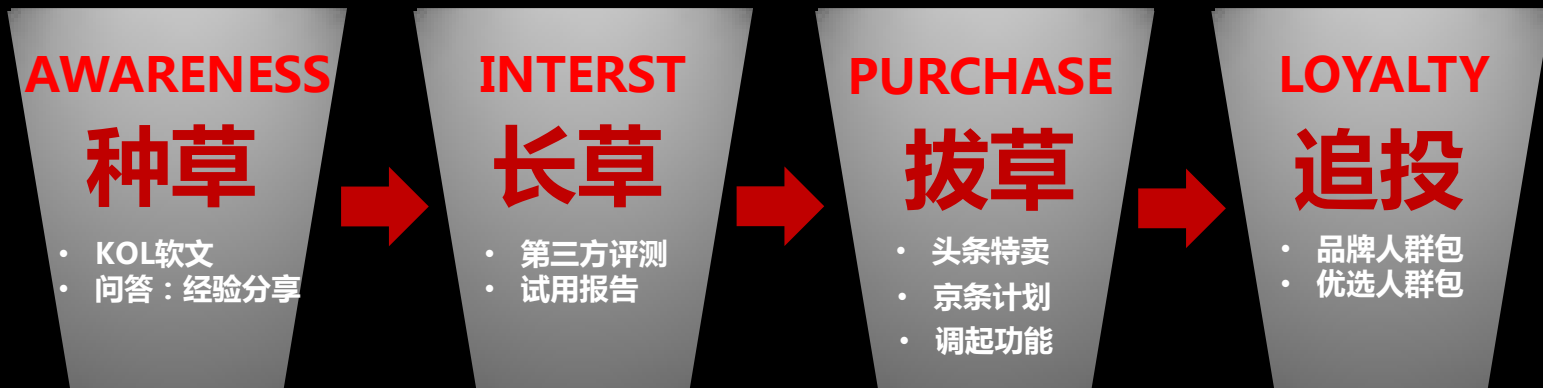 AWARENESS
种草
• KOL软文
• 问答：经验分享
INTERST
长草
• 第三方评测
• 试用报告
PURCHASE
拔草
• 头条特卖
• 京条计划
• 调起功能
LOYALTY
追投
• 品牌人群包
• 优选人群包